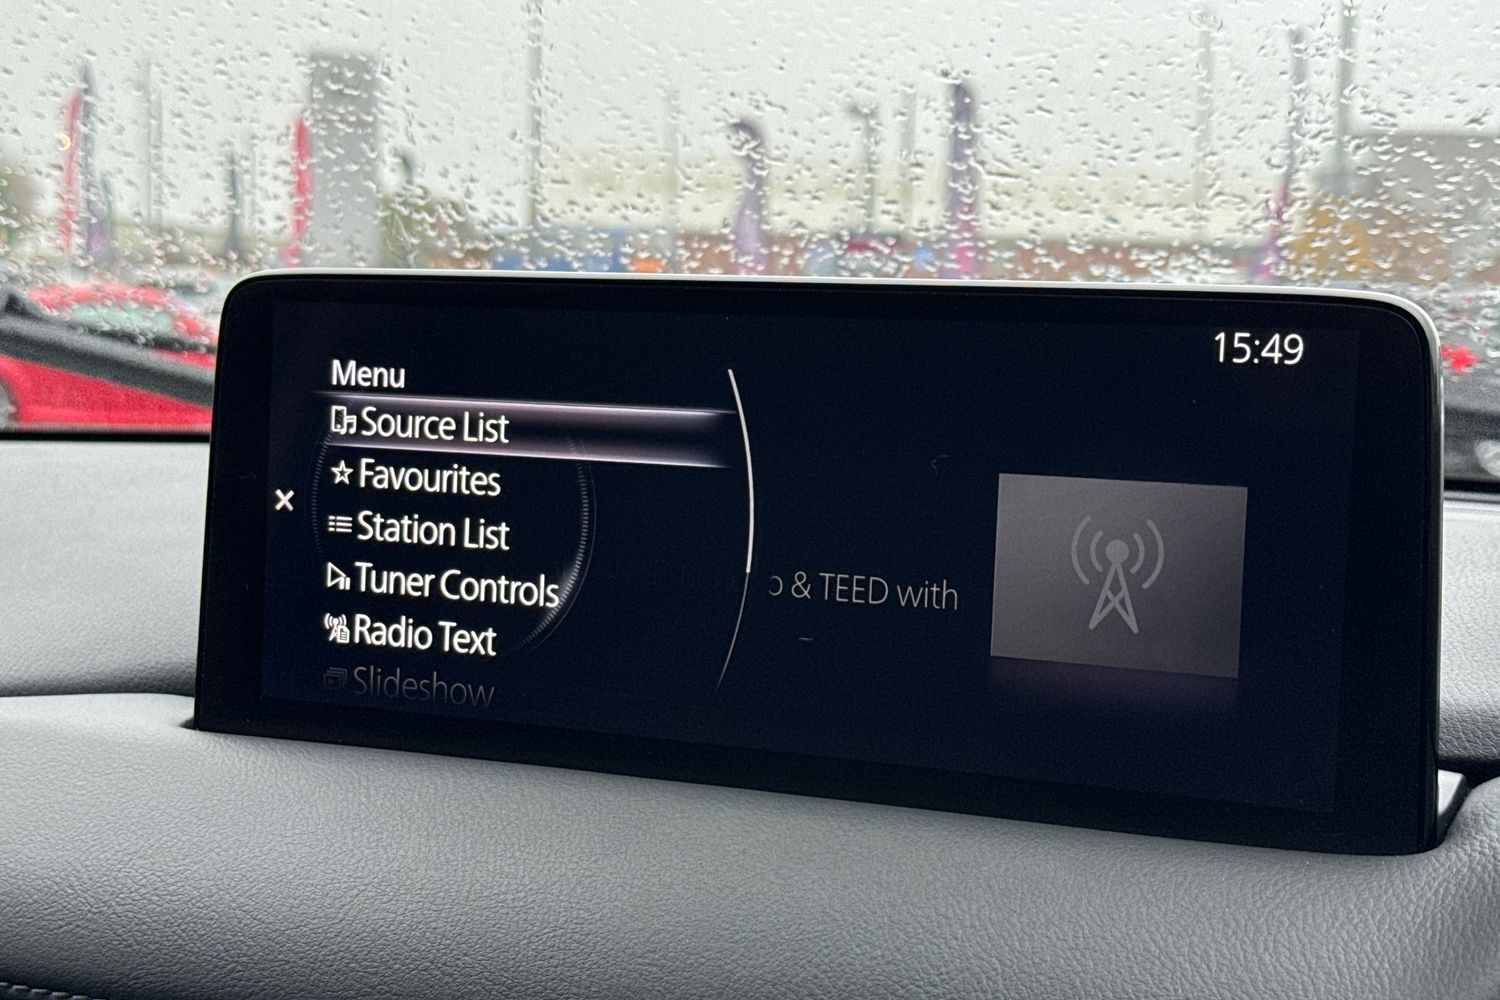 15:49
Menu
Source List
Favourites
Station List
Tuner Controls
Radio Text
Slideshow
& TEED with